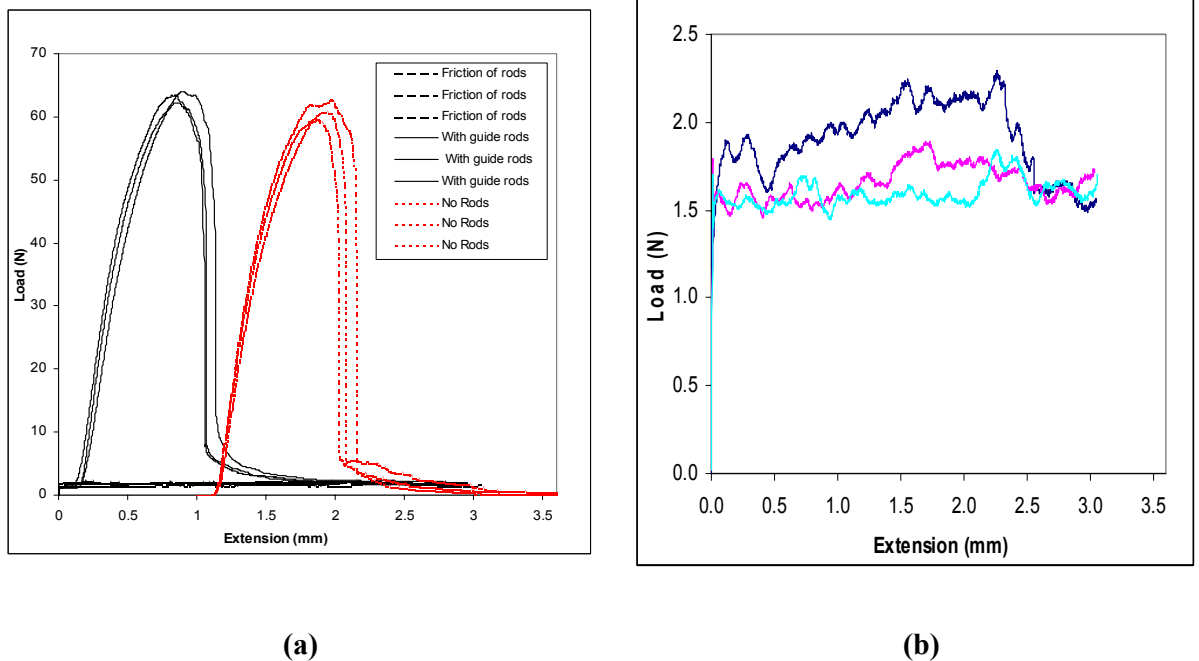 70
60
50
40
30
20
10
0
Load (N)
0 0.5 1 1.5 2 2.5 3 3.5
Extension (mm)
Friction of rods
Friction of rods
Friction of rods
With guide rods
With guide rods
With guide rods
No Rods
No Rods
No Rods
(a)
2.5
2.0
1.5
1.0
0.5
0.0
Load (N)
0.0 0.5 1.0 1.5 2.0 2.5 3.0 3.5
Extension (mm)
(b)